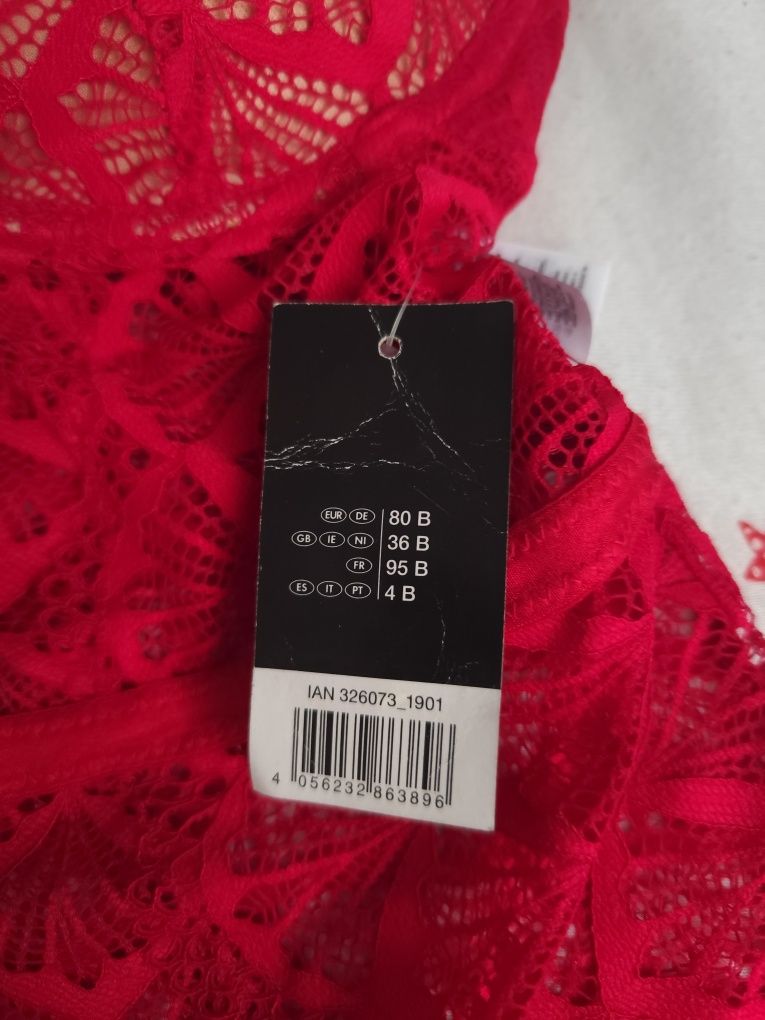 EUR DE 80 B
GB IE NI 36 B
FR 95 B
ES IT PT 4 B
IAN 326073_1901
4 056232 863896